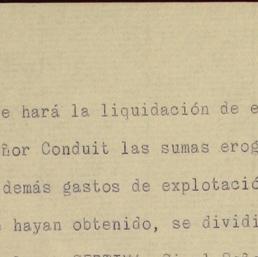 e hará la liquidación de e
ñor Conduit las sumas erog
demás gastos de explotació
hayan obtenido, se dividi